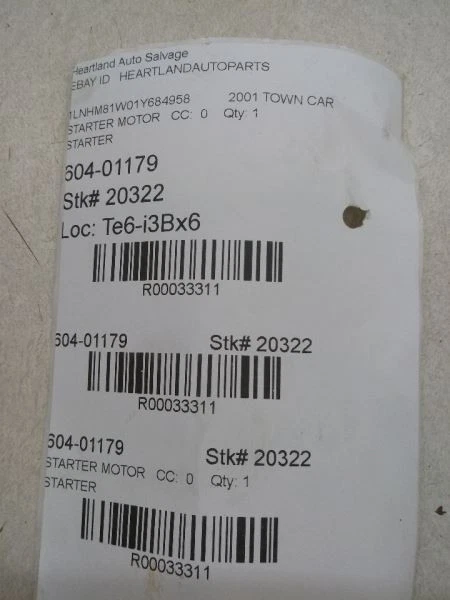 Heartland Auto Salvage
EBAY ID HEARTLANDAUTOPARTS
1LNHM81W01Y684958 2001 TOWN CAR
STARTER MOTOR CC: 0 Qty: 1
STARTER
604-01179
Stk# 20322
Loc: Te6-i3Bx6
R00033311
604-01179 Stk# 20322
R00033311
604-01179 Stk# 20322
STARTER MOTOR CC: 0 Qty: 1
STARTER
R00033311